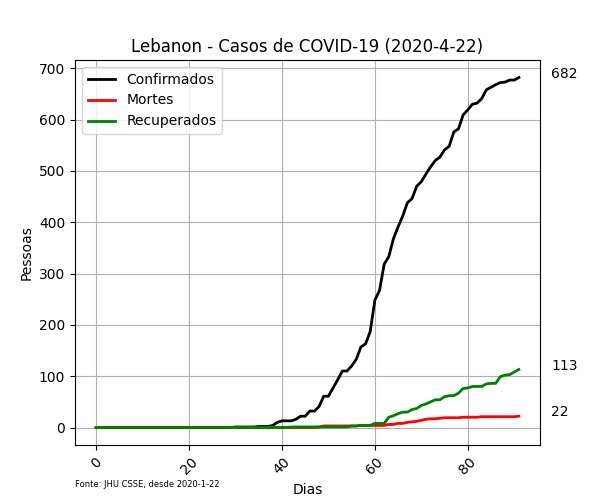 Lebanon - Casos de COVID-19 (2020-4-22)
Confirmados
Mortes
Recuperados
Pessoas
700
600
500
400
300
200
100
0
682
113
22
0
20
40
60
80
Dias
Fonte: JHU CSSE, desde 2020-1-22